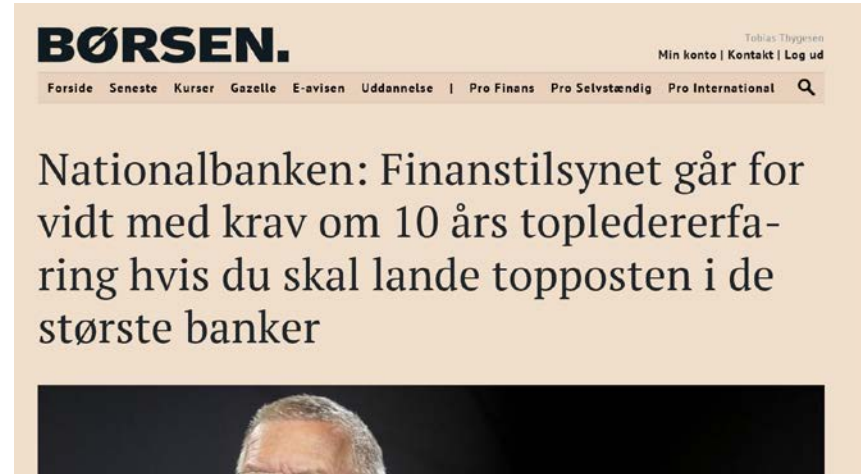 BØRSEN.
Tobias Thygesen
Min konto | Kontakt | Log ud
Forside Seneste Kurser Gazelle E-avisen Uddannelse | Pro Finans Pro Selvstændig Pro International
Nationalbanken: Finanstilsynet går for
vidt med krav om 10 års topledererfa-
ring hvis du skal lande topposten i de
største banker